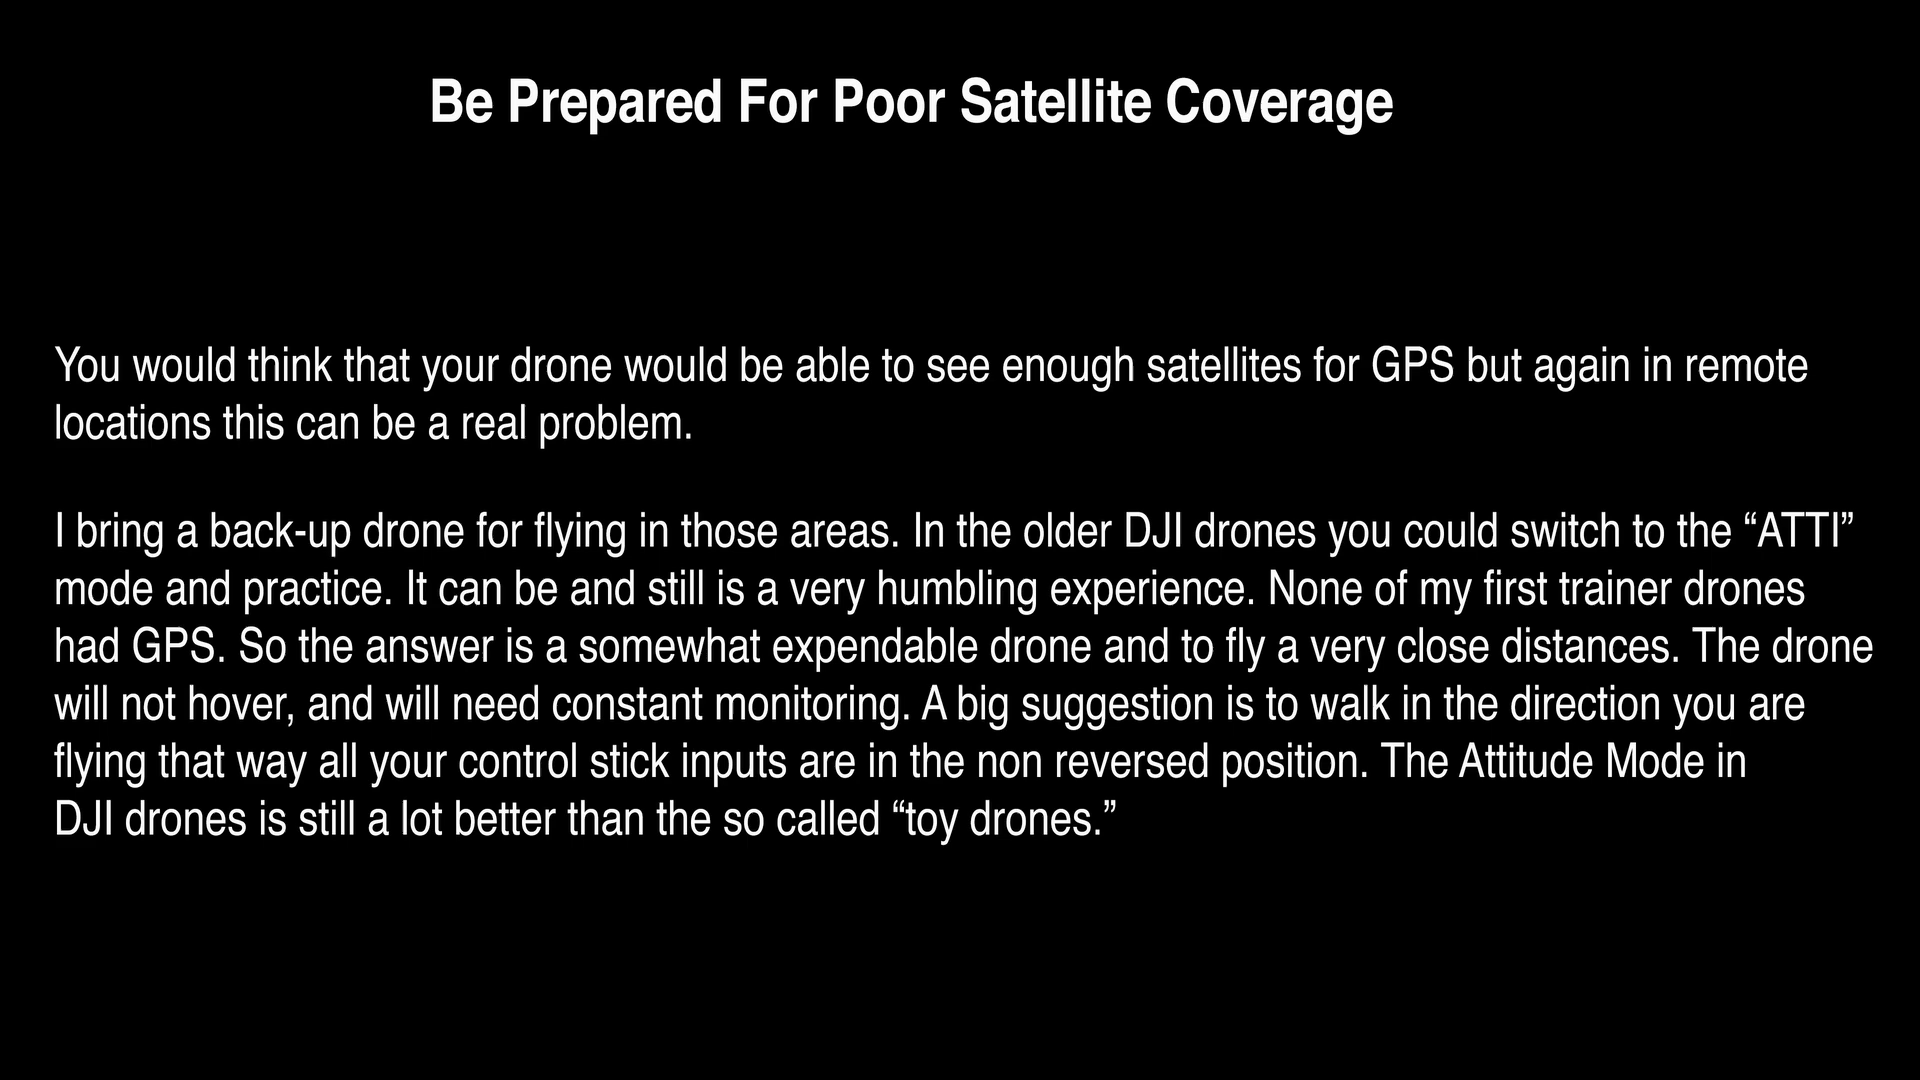 Be Prepared For Poor Satellite Coverage
You would think that your drone would be able to see enough satellites for GPS but again in remote
locations this can be a real problem.
I bring a back-up drone for flying in those areas. In the older DJI drones you could switch to the “ATTI”
mode and practice. It can be and still is a very humbling experience. None of my first trainer drones
had GPS. So the answer is a somewhat expendable drone and to fly a very close distances. The drone
will not hover, and will need constant monitoring. A big suggestion is to walk in the direction you are
flying that way all your control stick inputs are in the non reversed position. The Attitude Mode in
DJI drones is still a lot better than the so called “toy drones.”